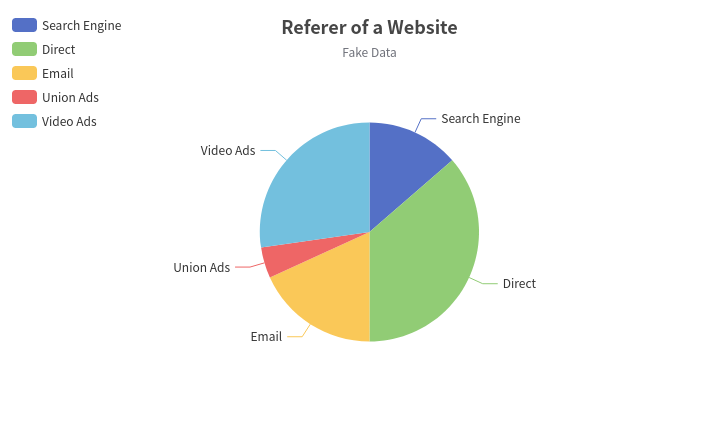 Referer of a Website
Fake Data
Search Engine
Direct
Email
Union Ads
Video Ads
Search Engine
Video Ads
Union Ads
Direct
Email